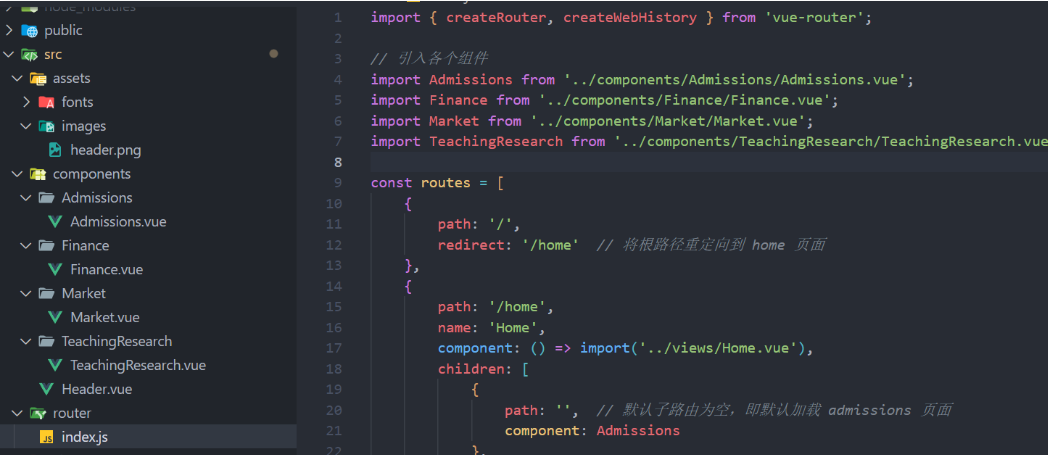 node_modules
public
src
assets
fonts
images
header.png
components
Admissions
Admissions.vue
Finance
Finance.vue
Market
Market.vue
TeachingResearch
TeachingResearch.vue
Header.vue
router
JS index.js
1 import { createRouter, createWebHistory } from 'vue-router';
2
3 // 引入各个组件
4 import Admissions from '../components/Admissions/Admissions.vue';
5 import Finance from '../components/Finance/Finance.vue';
6 import Market from '../components/Market/Market.vue';
7 import TeachingResearch from '../components/TeachingResearch/TeachingResearch.vue
8
9 const routes = [
10 {
11 path: '/',
12 redirect: '/home' // 将根路径重定向到 home 页面
13 },
14 {
15 path: '/home',
16 name: 'Home',
17 component: () => import('../views/Home.vue'),
18 children: [
19 {
20 path: '', // 默认子路由为空，即默认加载 admissions 页面
21 component: Admissions
22 },